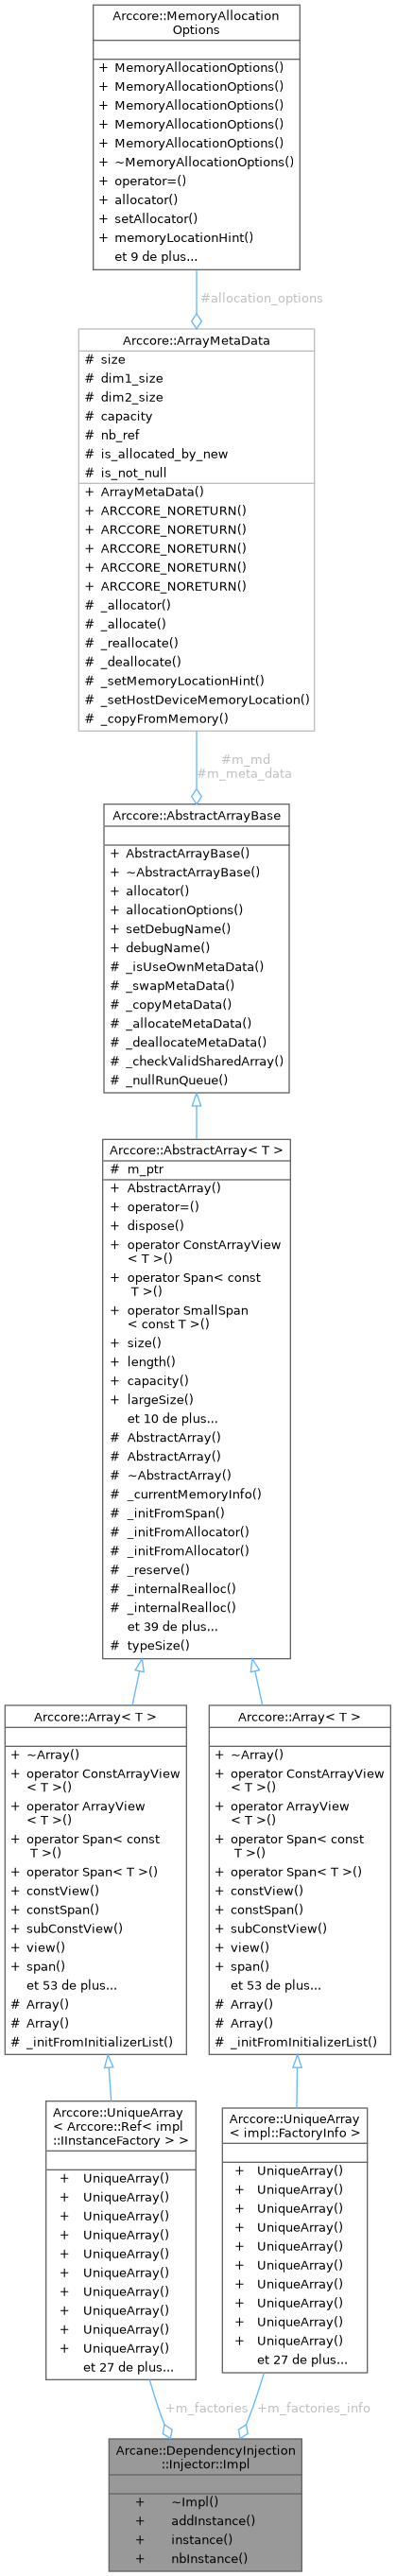 Arccore::MemoryAllocation
Options
+ MemoryAllocationOptions()
+ MemoryAllocationOptions()
+ MemoryAllocationOptions()
+ MemoryAllocationOptions()
+ MemoryAllocationOptions()
+ ~MemoryAllocationOptions()
+ operator=()
+ allocator()
+ setAllocator()
+ memoryLocationHint()
et 9 de plus...
#allocation_options
Arccore::ArrayMetaData
# size
# dim1_size
# dim2_size
# capacity
# nb_ref
# is_allocated_by_new
# is_not_null
+ ArrayMetaData()
+ ARCCORE_NORETURN()
+ ARCCORE_NORETURN()
+ ARCCORE_NORETURN()
+ ARCCORE_NORETURN()
+ ARCCORE_NORETURN()
# _allocator()
# _allocate()
# _reallocate()
# _deallocate()
# _setMemoryLocationHint()
# _setHostDeviceMemoryLocation()
# _copyFromMemory()
#m_md
#m_meta_data
Arccore::AbstractArrayBase
+ AbstractArrayBase()
+ ~AbstractArrayBase()
+ allocator()
+ allocationOptions()
+ setDebugName()
+ debugName()
# _isUseOwnMetaData()
# _swapMetaData()
# _copyMetaData()
# _allocateMetaData()
# _deallocateMetaData()
# _checkValidSharedArray()
# _nullRunQueue()
Arccore::AbstractArray< T >
# m_ptr
+ AbstractArray()
+ operator=()
+ dispose()
+ operator ConstArrayView
< T >()
+ operator Span< const
T >()
+ operator SmallSpan
< const T >()
+ size()
+ length()
+ capacity()
+ largeSize()
et 10 de plus...
# AbstractArray()
# AbstractArray()
# ~AbstractArray()
# _currentMemoryInfo()
# _initFromSpan()
# _initFromAllocator()
# _initFromAllocator()
# _reserve()
# _internalRealloc()
# _internalRealloc()
et 39 de plus...
# typeSize()
Arccore::Array< T >
+ ~Array()
+ operator ConstArrayView
< T >()
+ operator ArrayView
< T >()
+ operator Span< const
T >()
+ operator Span< T >()
+ constView()
+ constSpan()
+ subConstView()
+ view()
+ span()
et 53 de plus...
# Array()
# Array()
# _initFromInitializerList()
Arccore::Array< T >
+ ~Array()
+ operator ConstArrayView
< T >()
+ operator ArrayView
< T >()
+ operator Span< const
T >()
+ operator Span< T >()
+ constView()
+ constSpan()
+ subConstView()
+ view()
+ span()
et 53 de plus...
# Array()
# Array()
# _initFromInitializerList()
Arccore::UniqueArray
< Arccore::Ref< impl
::IInstanceFactory > >
+ UniqueArray()
+ UniqueArray()
+ UniqueArray()
+ UniqueArray()
+ UniqueArray()
+ UniqueArray()
+ UniqueArray()
+ UniqueArray()
+ UniqueArray()
+ UniqueArray()
et 27 de plus...
Arccore::UniqueArray
< impl::FactoryInfo >
+ UniqueArray()
+ UniqueArray()
+ UniqueArray()
+ UniqueArray()
+ UniqueArray()
+ UniqueArray()
+ UniqueArray()
+ UniqueArray()
+ UniqueArray()
+ UniqueArray()
et 27 de plus...
+m_factories
+m_factories_info
Arcane::DependencyInjection
::Injector::Impl
+ ~Impl()
+ addInstance()
+ instance()
+ nbInstance()